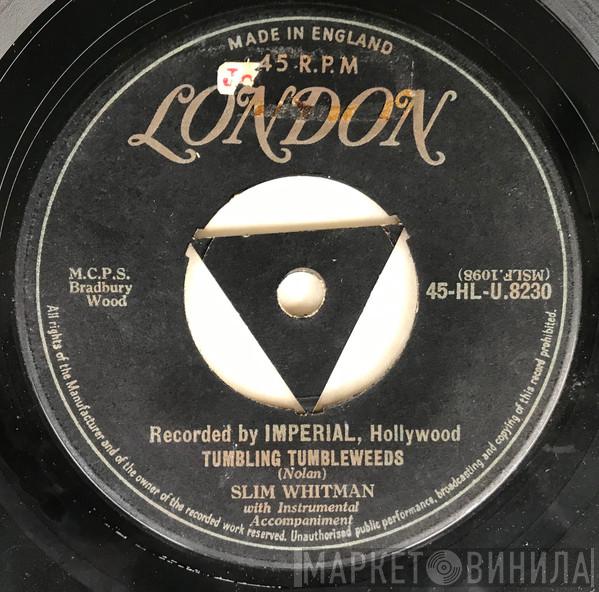 MADE IN ENGLAND
45 R.P.M
LONDON
M.C.P.S.
Bradbury
Wood
(MSLF.1098)
45-HL-U.8230
Recorded by IMPERIAL, Hollywood
TUMBLING TUMBLEWEEDS
(Nolan)
SLIM WHITMAN
with Instrumental
Accompaniment
All rights of the Manufacturer and of the owner of the recorded work reserved. Unauthorised public performance, broadcasting and copying of this record prohibited.
МАРКЕТ ВИНИЛА